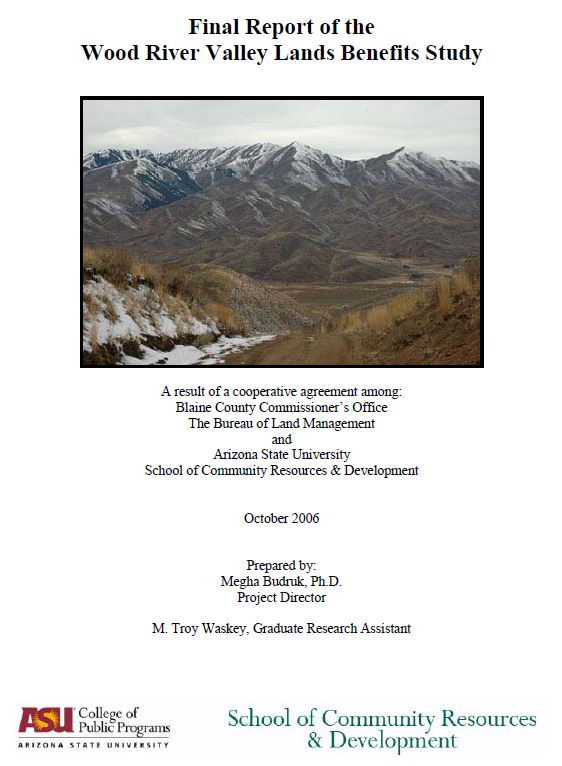 Final Report of the
Wood River Valley Lands Benefits Study
A result of a cooperative agreement among:
Blaine County Commissioner's Office
The Bureau of Land Management
and
Arizona State University
School of Community Resources & Development
October 2006
Prepared by:
Megha Budruk, Ph.D.
Project Director
M. Troy Waskey, Graduate Research Assistant
ASU College of
Public Programs
ARIZONA STATE UNIVERSITY
School of Community Resources
& Development